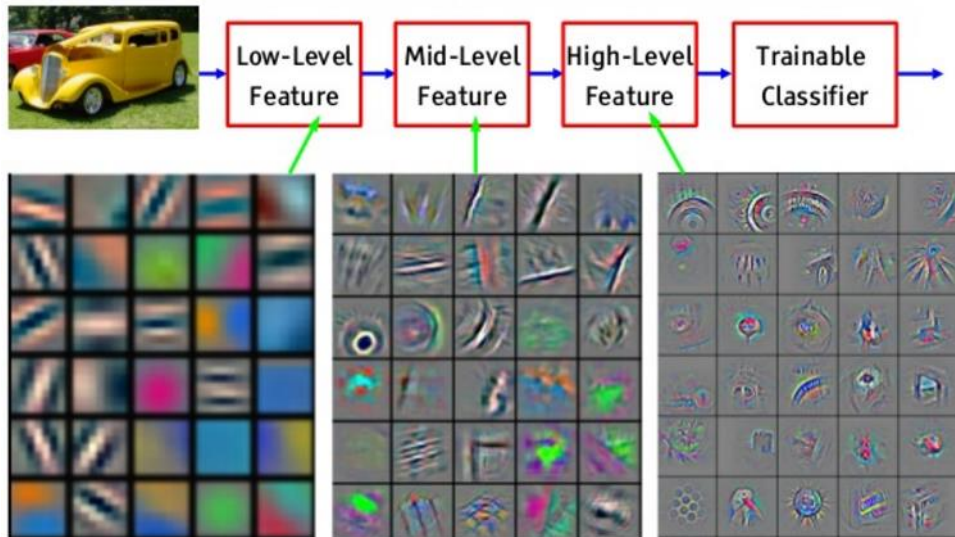 Low-Level
Feature
Mid-Level
Feature
High-Level
Feature
Trainable
Classifier